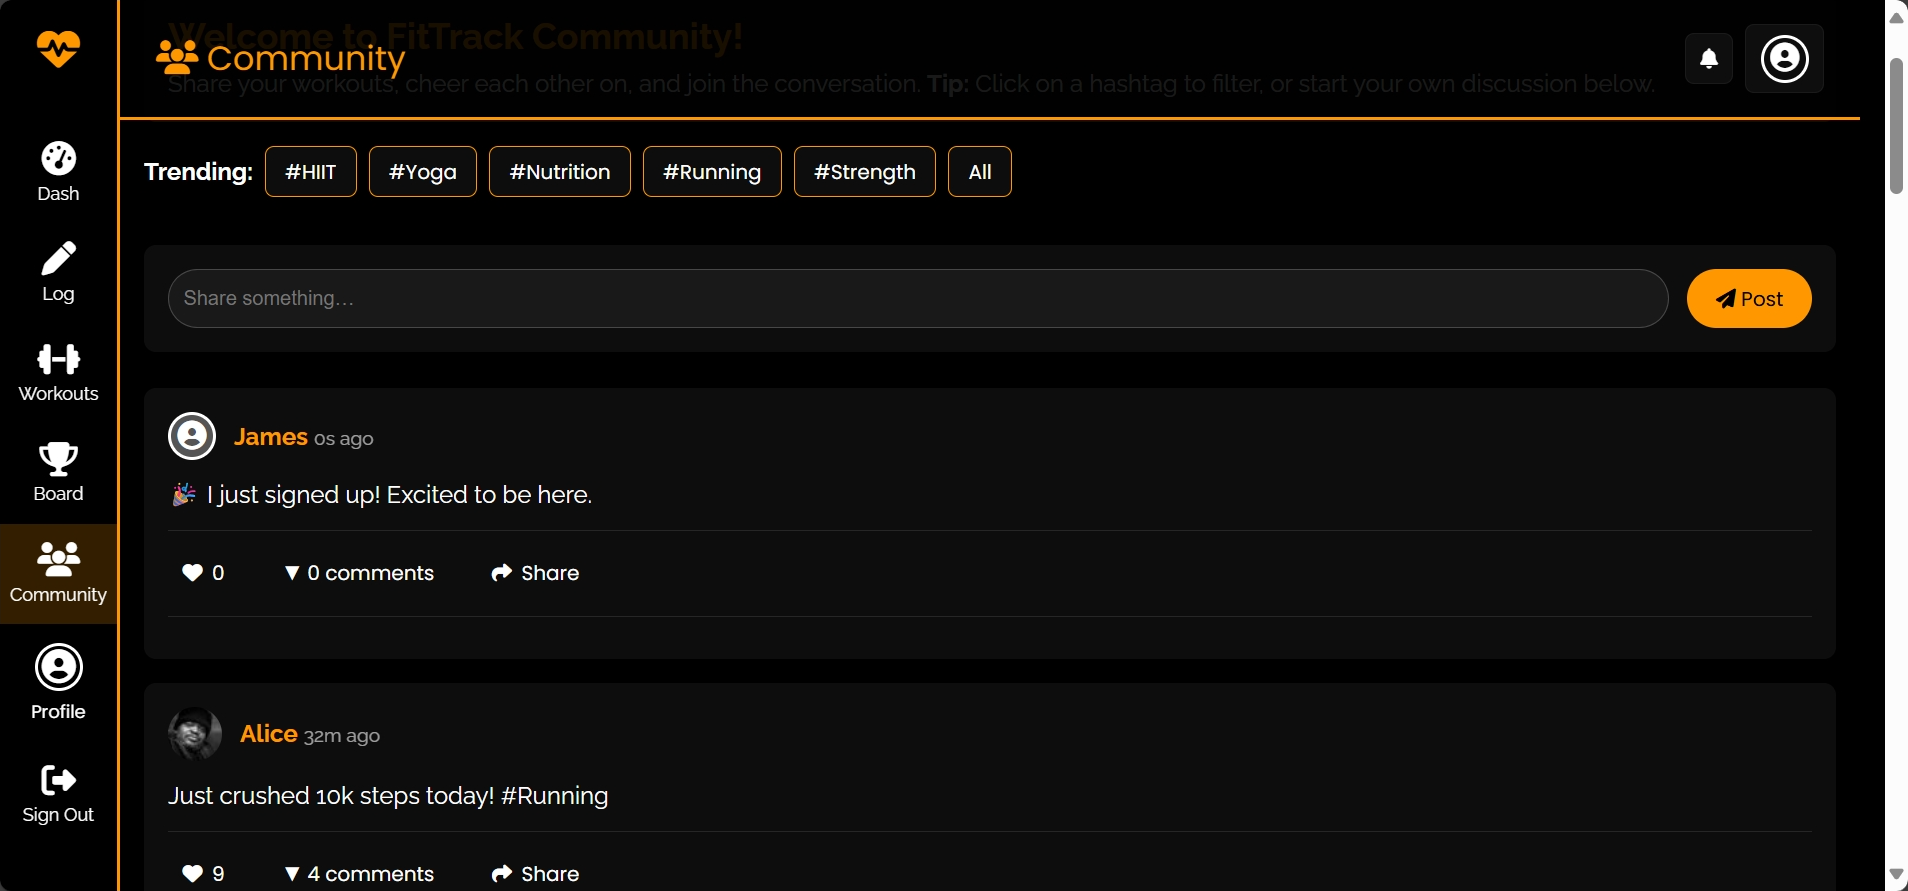 Welcome to FitTrack Community!
Community
Share your workouts, cheer each other on, and join the conversation. Tip: Click on a hashtag to filter, or start your own discussion below.
Trending: #HIIT #Yoga #Nutrition #Running #Strength All
Share something…
Post
James 0s ago
🎉 I just signed up! Excited to be here.
0 ▼ 0 comments Share
Alice 32m ago
Just crushed 10k steps today! #Running
9 ▼ 4 comments Share
Dash
Log
Workouts
Board
Community
Profile
Sign Out